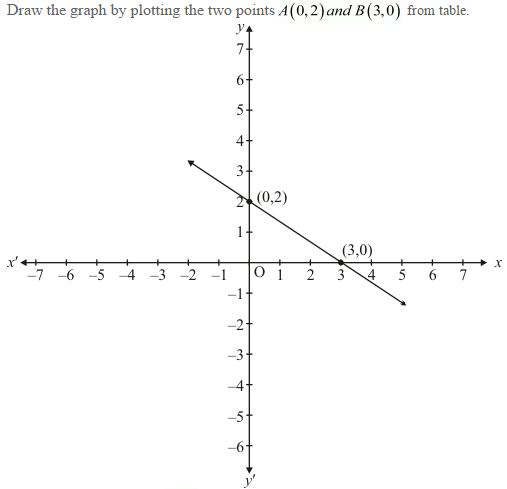 Draw the graph by plotting the two points A(0,2) and B(3,0) from table.
y
7
6
5
4
3
2 (0,2)
1
(3,0)
x' x
–7 –6 –5 –4 –3 –2 –1 O 1 2 3 4 5 6 7
–1
–2
–3
–4
–5
–6
y'